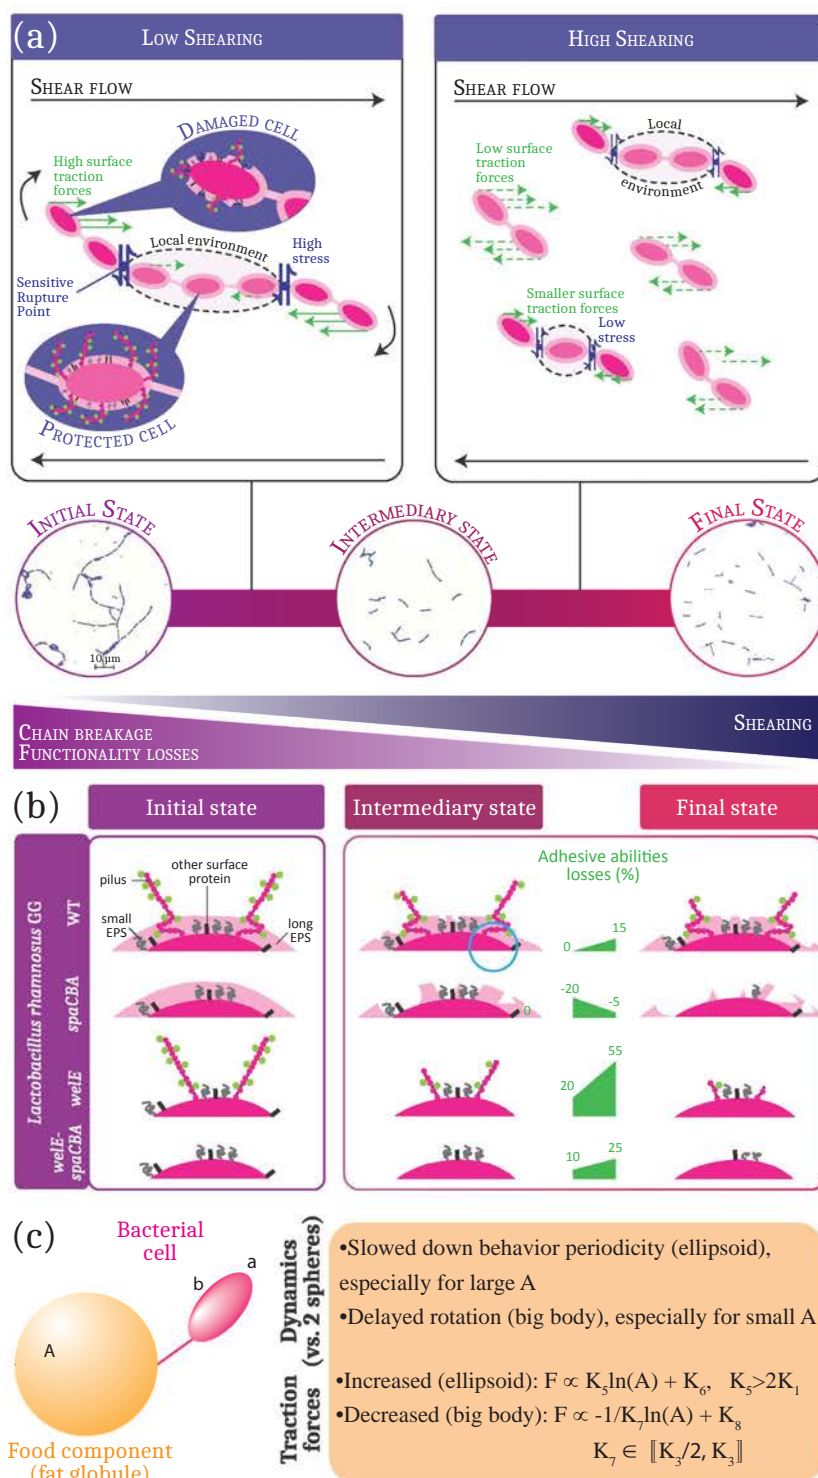 (a)
LOW SHEARING
HIGH SHEARING
SHEAR FLOW
DAMAGED CELL
High surface
traction
forces
Local environment
High
stress
Sensitive
Rupture
Point
PROTECTED CELL
SHEAR FLOW
Local
environment
Low surface
traction
forces
Smaller surface
traction forces
Low
stress
INITIAL STATE
INTERMEDIARY STATE
FINAL STATE
10 µm
SHEARING
CHAIN BREAKAGE
FUNCTIONALITY LOSSES
(b)
Initial state
Intermediary state
Final state
Lactobacillus rhamnosus GG
WT
spaCBA
welE
welE-
spaCBA
pilus
other surface
protein
small
EPS
long
EPS
Adhesive abilities
losses (%)
0
15
0
-20
-5
20
55
10
25
(c)
Bacterial
cell
a
b
A
Food component
(fat globule)
Dynamics
(vs. 2 spheres)
•Slowed down behavior periodicity (ellipsoid),
especially for large A
•Delayed rotation (big body), especially for small A
Traction
forces
•Increased (ellipsoid): F ∝ K₅ln(A) + K₆, K₅>2K₁
•Decreased (big body): F ∝ -1/K₇ln(A) + K₈
K₇ ∈ ⟦K₃/2, K₃⟧